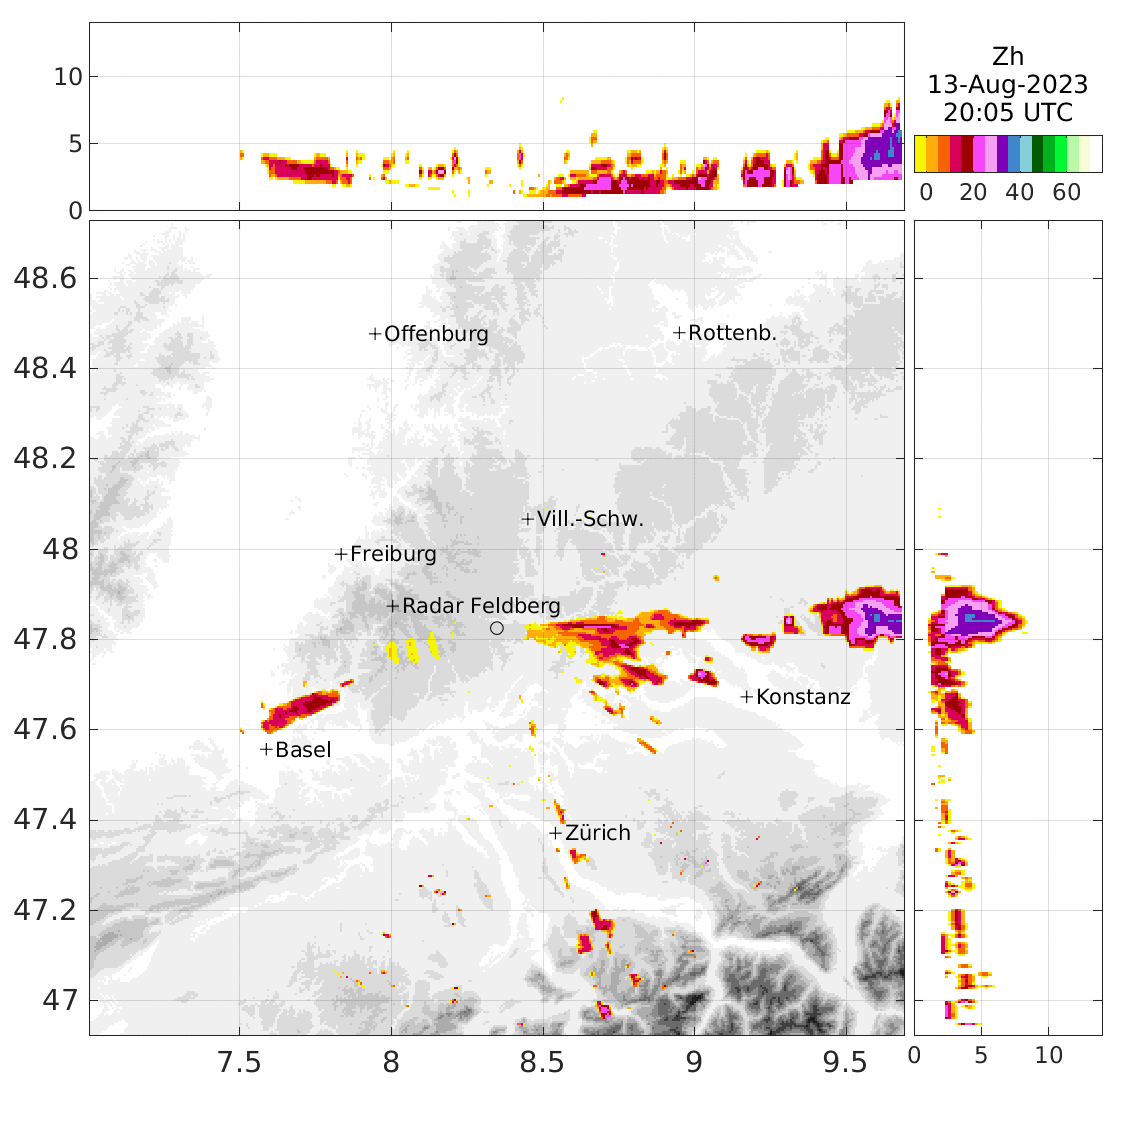 10
5
0
Zh
13-Aug-2023
20:05 UTC
0 20 40 60
48.6
48.4
48.2
48
47.8
47.6
47.4
47.2
47
+Offenburg
+Rottenb.
+Vill.-Schw.
+Freiburg
+Radar Feldberg
+Konstanz
+Basel
+Zürich
7.5 8 8.5 9 9.5
0 5 10